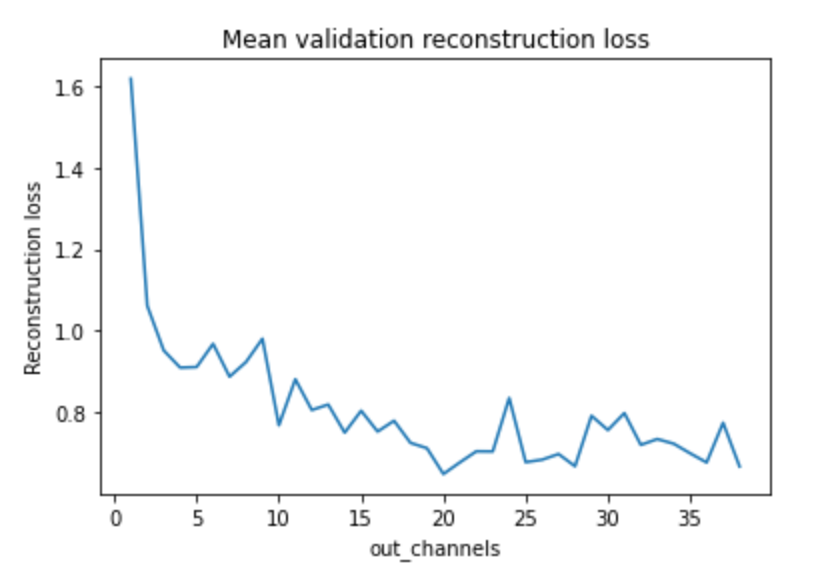 Mean validation reconstruction loss
1.6
1.4
1.2
1.0
0.8
Reconstruction loss
0 5 10 15 20 25 30 35
out_channels